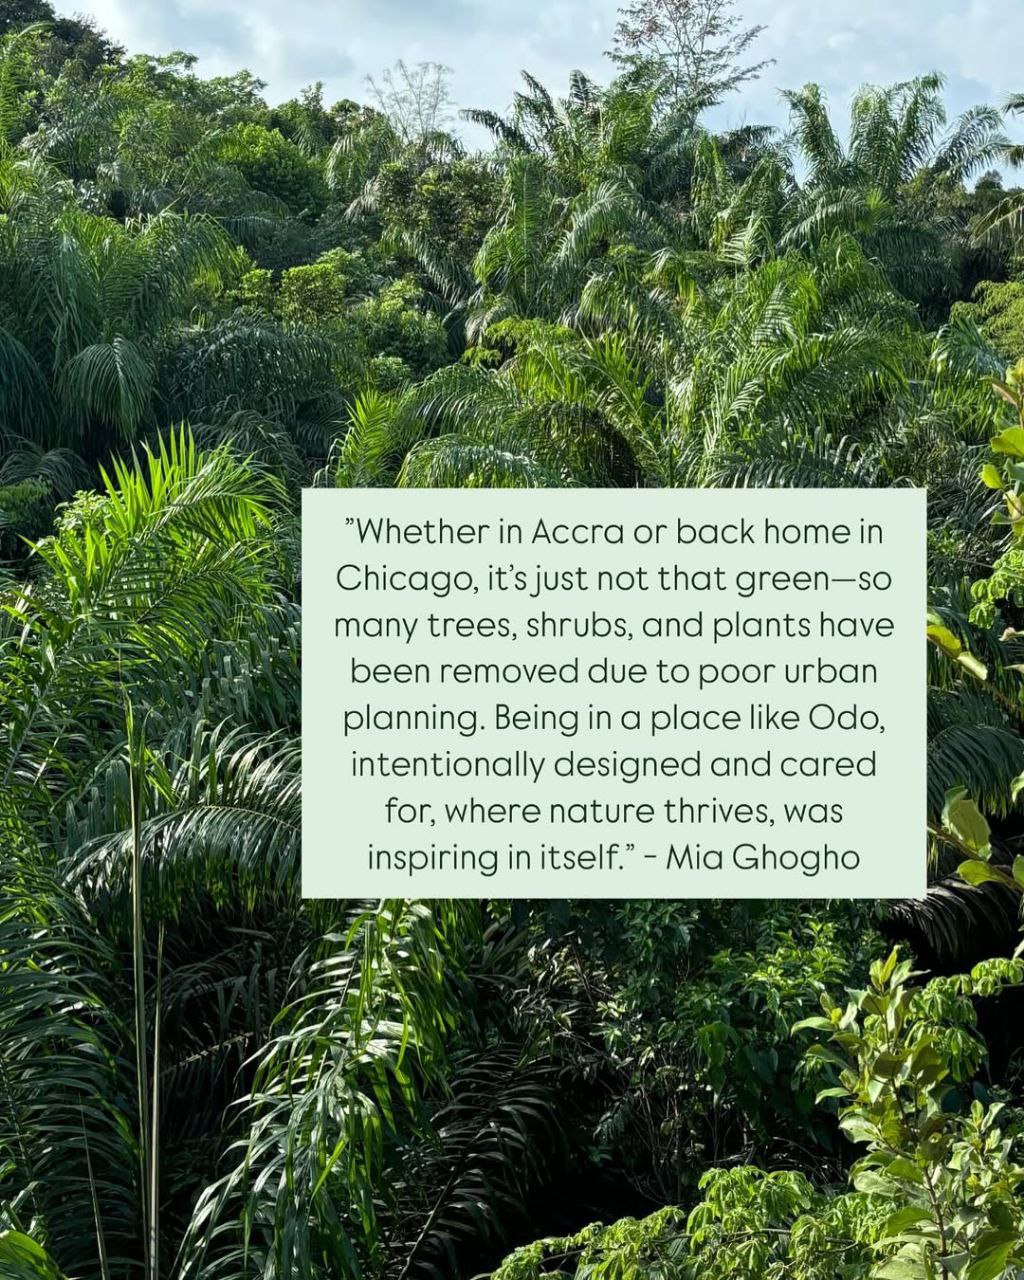 ”Whether in Accra or back home in
Chicago, it’s just not that green—so
many trees, shrubs, and plants have
been removed due to poor urban
planning. Being in a place like Odo,
intentionally designed and cared
for, where nature thrives, was
inspiring in itself.” - Mia Ghogho